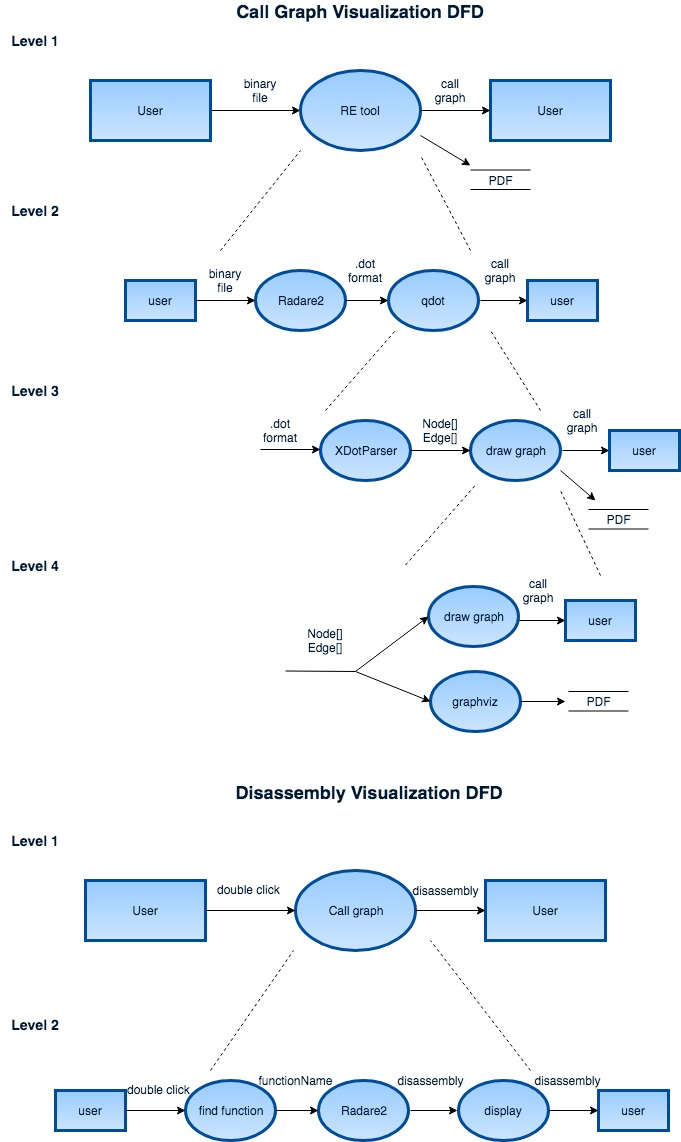 Call Graph Visualization DFD
Level 1
User
binary
file
RE tool
call
graph
User
PDF
Level 2
user
binary
file
Radare2
.dot
format
qdot
call
graph
user
Level 3
.dot
format
XDotParser
Node[]
Edge[]
draw graph
call
graph
user
PDF
Level 4
Node[]
Edge[]
draw graph
call
graph
user
graphviz
PDF
Disassembly Visualization DFD
Level 1
User
double click
Call graph
disassembly
User
Level 2
user
double click
find function
functionName
Radare2
disassembly
display
disassembly
user